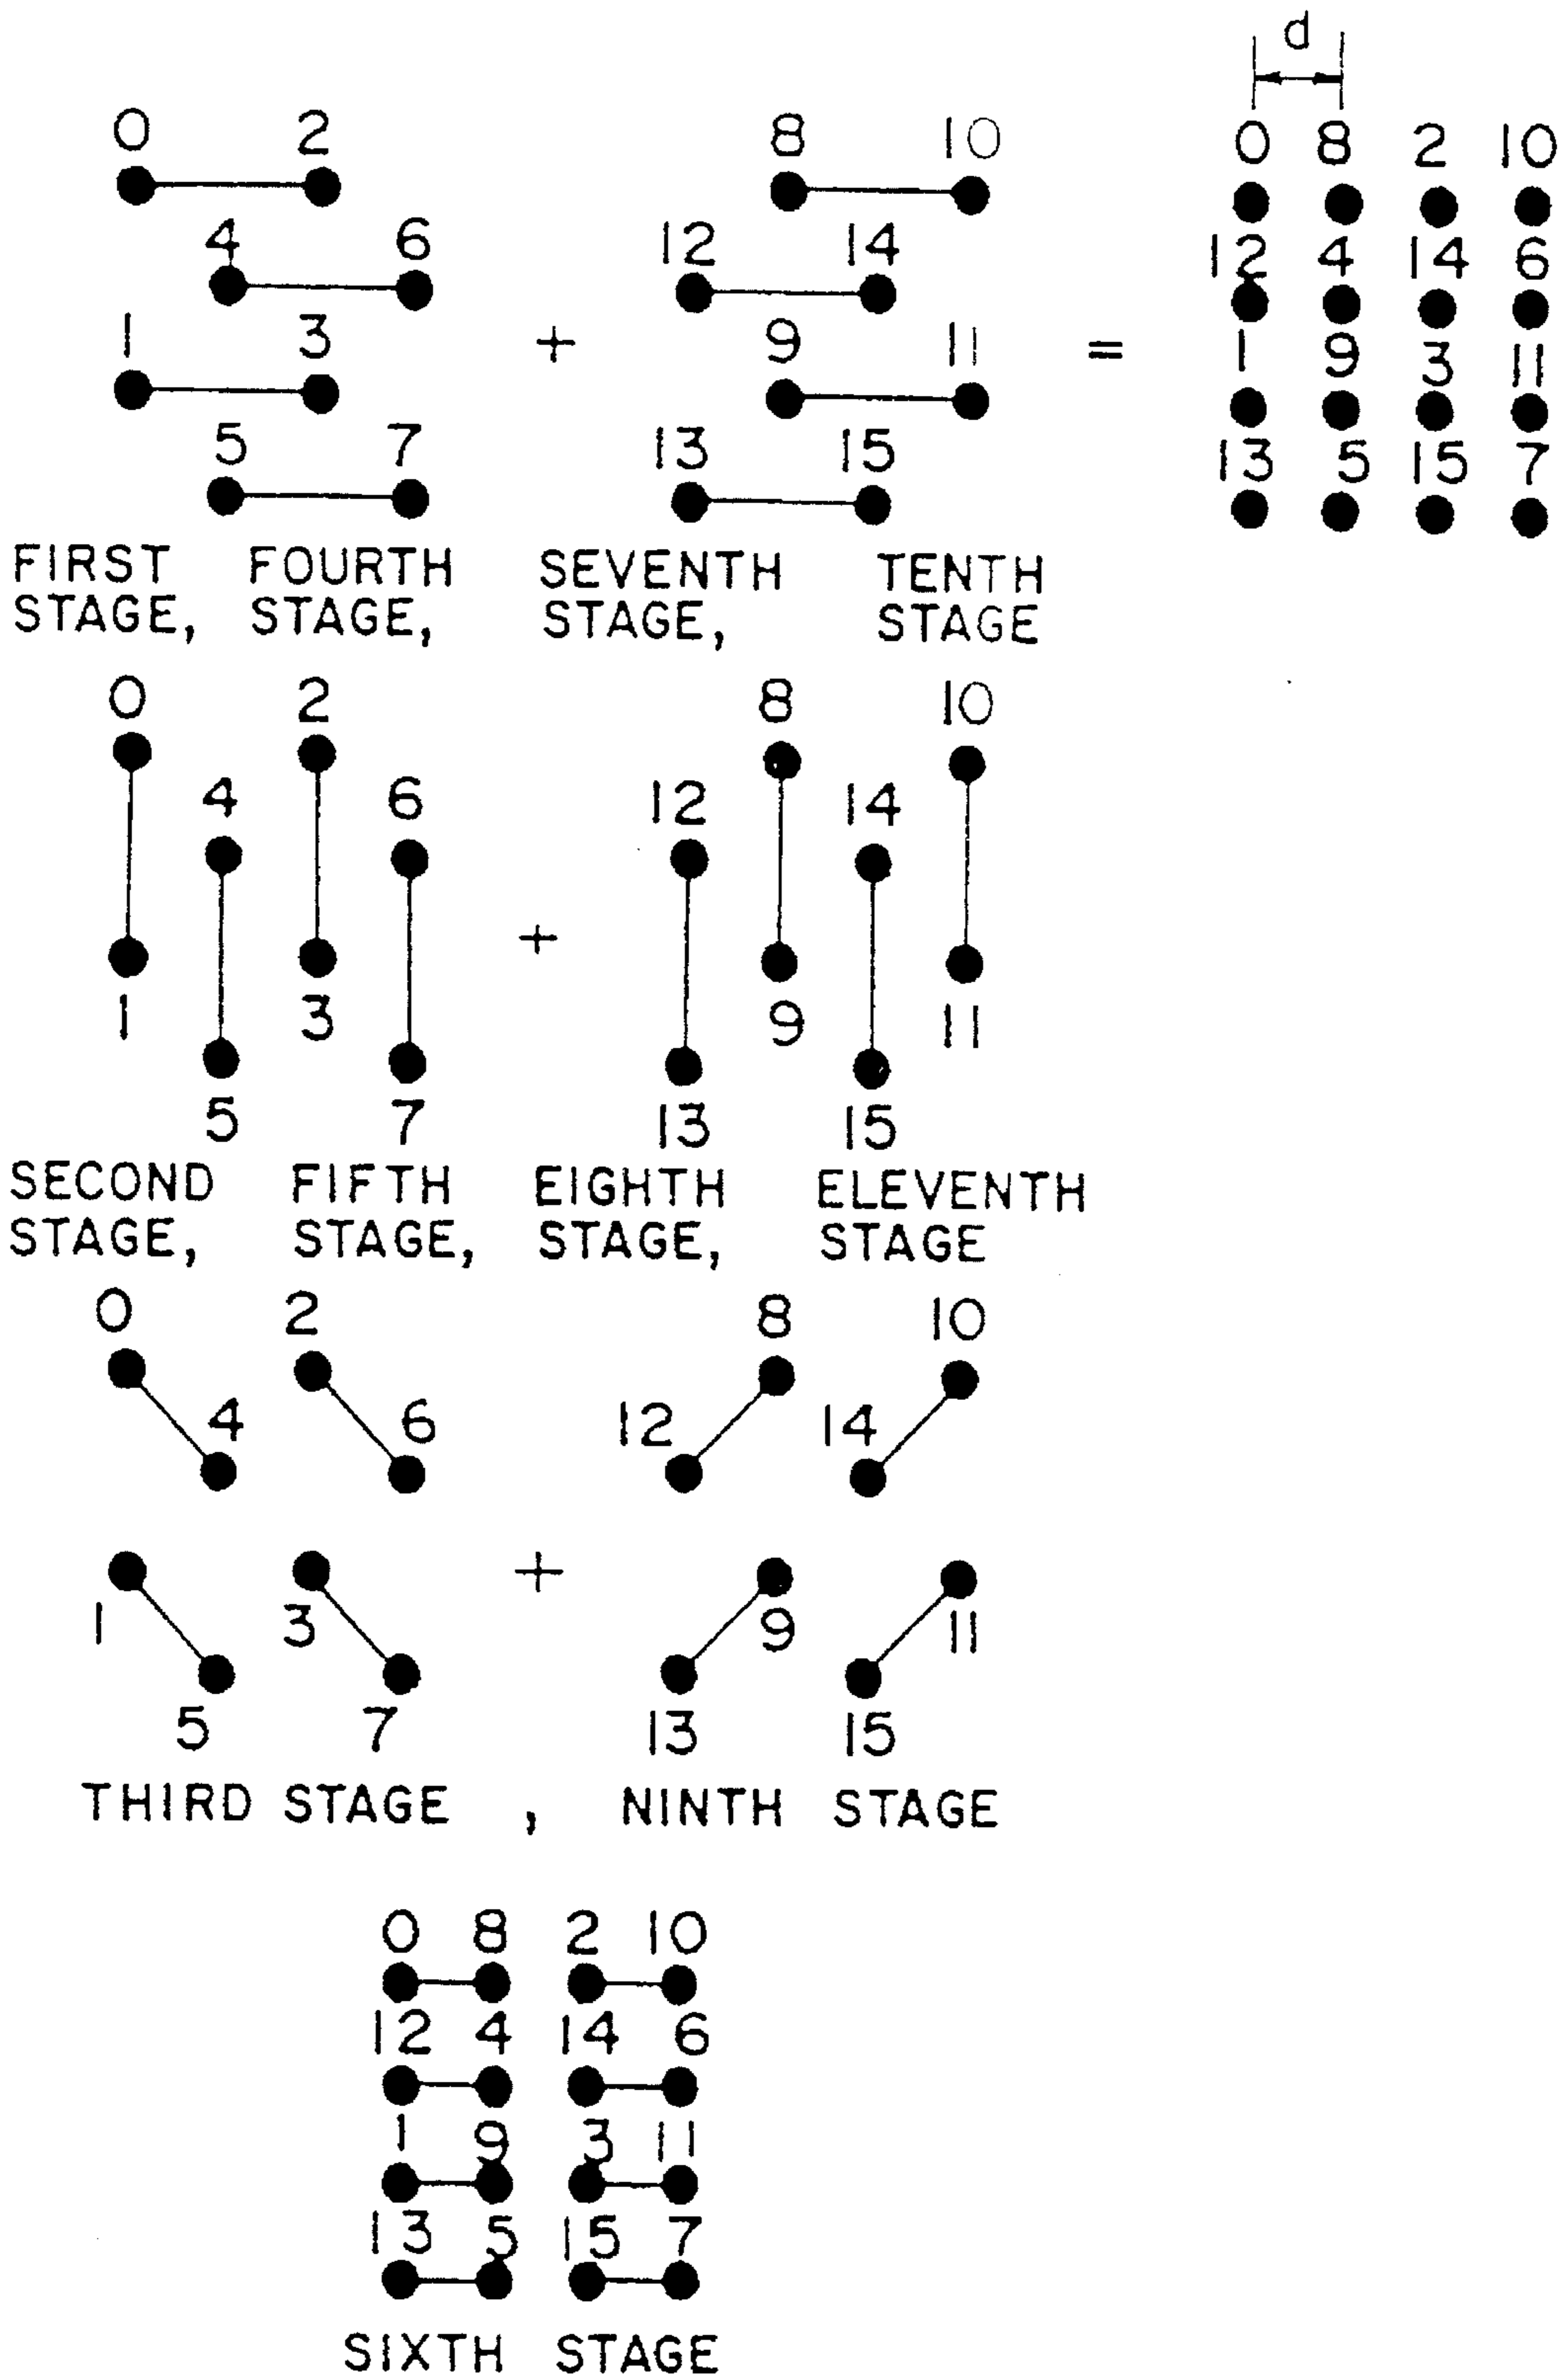 d
0 2 8 10 0 8 2 10
4 6 12 14 12 4 14 6
1 3 + 9 11 = 1 9 3 11
5 7 13 15 13 5 15 7
FIRST FOURTH SEVENTH TENTH
STAGE, STAGE, STAGE, STAGE
0 2 8 10
4 6 12 14
+
1 3 9 11
5 7 13 15
SECOND FIFTH EIGHTH ELEVENTH
STAGE, STAGE, STAGE, STAGE
0 2 8 10
4 6 12 14
+
1 3 9 11
5 7 13 15
THIRD STAGE , NINTH STAGE
0 8 2 10
12 4 14 6
1 9 3 11
13 5 15 7
SIXTH STAGE